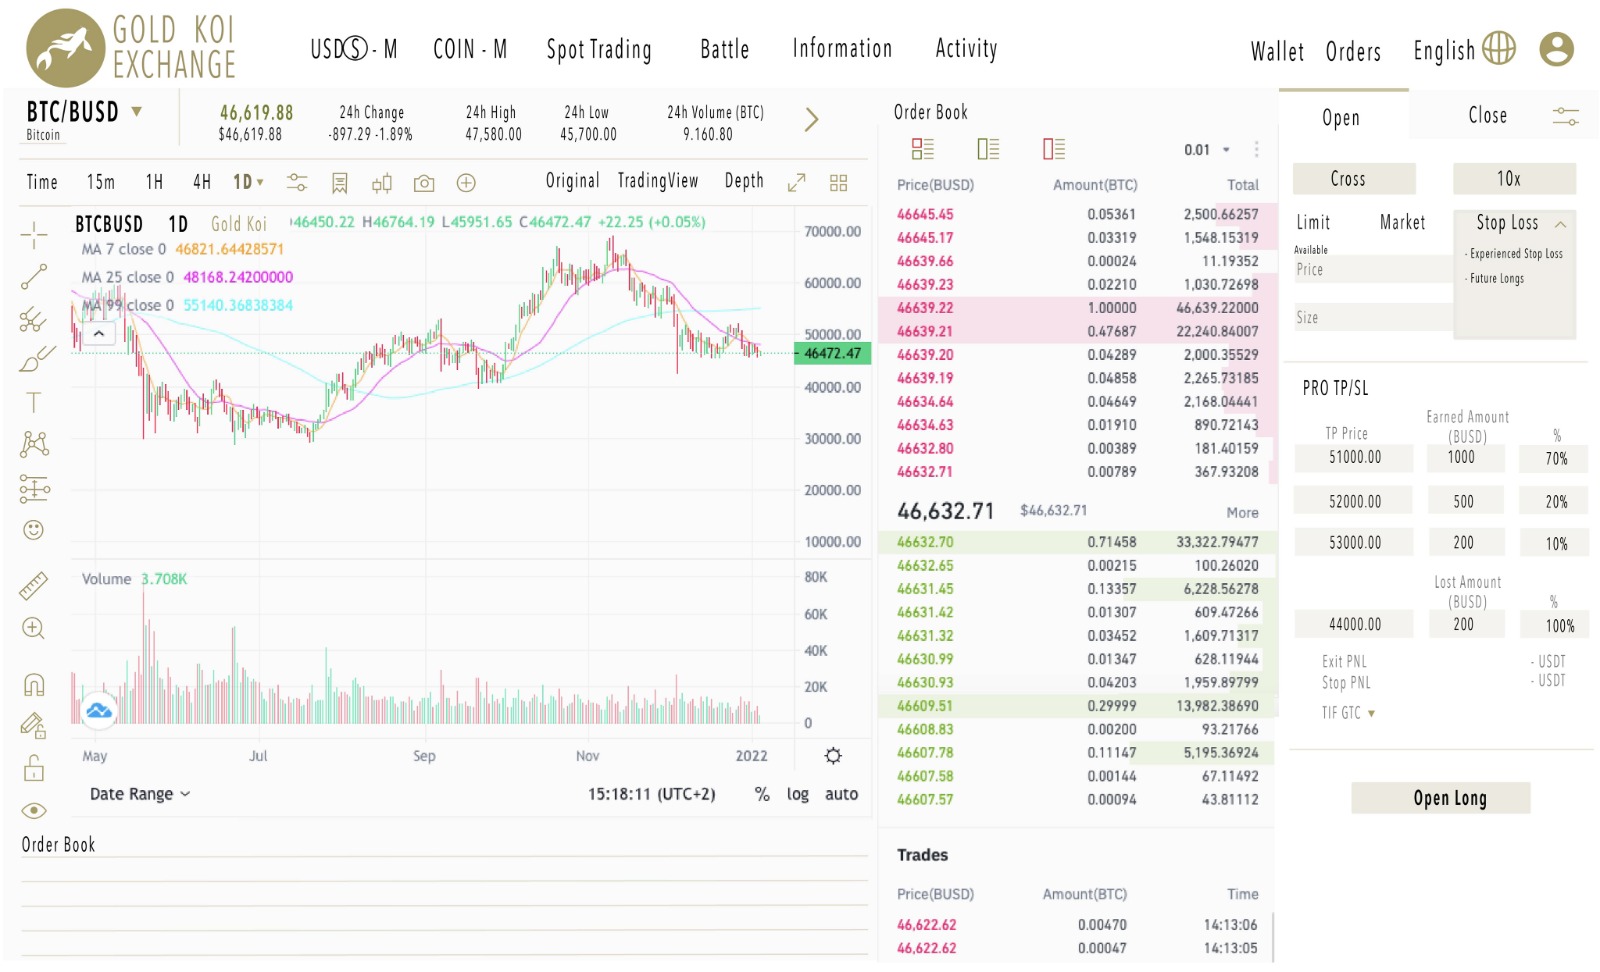 GOLD KOI
EXCHANGE
USDⓈ - M COIN - M Spot Trading Battle Information Activity
Wallet Orders English
BTC/BUSD
Bitcoin
46,619.88
$46,619.88
24h Change
-897.29 -1.89%
24h High
47,580.00
24h Low
45,700.00
24h Volume (BTC)
9.160.80
Time 15m 1H 4H 1D
Original TradingView Depth
BTCBUSD 1D Gold Koi 46450.22 H46764.19 L45951.65 C46472.47 +22.25 (+0.05%)
MA 7 close 0 46821.64428571
MA 25 close 0 48168.24200000
MA 99 close 0 55140.36838384
70000.00
60000.00
50000.00
46472.47
40000.00
30000.00
20000.00
10000.00
Volume 3.708K
80K
60K
40K
20K
0
May Jul Sep Nov 2022
Date Range 15:18:11 (UTC+2) % log auto
Order Book
Order Book
0.01
Price(BUSD) Amount(BTC) Total
46645.45 0.05361 2,500.66257
46645.17 0.03319 1,548.15319
46639.66 0.00024 11.19352
46639.23 0.02210 1,030.72698
46639.22 1.00000 46,639.22000
46639.21 0.47687 22,240.84007
46639.20 0.04289 2,000.35529
46639.19 0.04858 2,265.73185
46634.64 0.04649 2,168.04441
46634.63 0.01910 890.72143
46632.80 0.00389 181.40159
46632.71 0.00789 367.93208
46,632.71 $46,632.71 More
46632.70 0.71458 33,322.79477
46632.65 0.00215 100.26020
46631.45 0.13357 6,228.56278
46631.42 0.01307 609.47266
46631.32 0.03452 1,609.71317
46630.99 0.01347 628.11944
46630.93 0.04203 1,959.89799
46609.51 0.29999 13,982.38690
46608.83 0.00200 93.21766
46607.78 0.11147 5,195.36924
46607.58 0.00144 67.11492
46607.57 0.00094 43.81112
Trades
Price(BUSD) Amount(BTC) Time
46,622.62 0.00470 14:13:06
46,622.62 0.00047 14:13:05
Open Close
Cross 10x
Limit Market Stop Loss
Available
Price
Size
- Experienced Stop Loss
- Future Longs
PRO TP/SL
TP Price Earned Amount (BUSD) %
51000.00 1000 70%
52000.00 500 20%
53000.00 200 10%
Lost Amount (BUSD) %
44000.00 200 100%
Exit PNL - USDT
Stop PNL - USDT
TIF GTC
Open Long